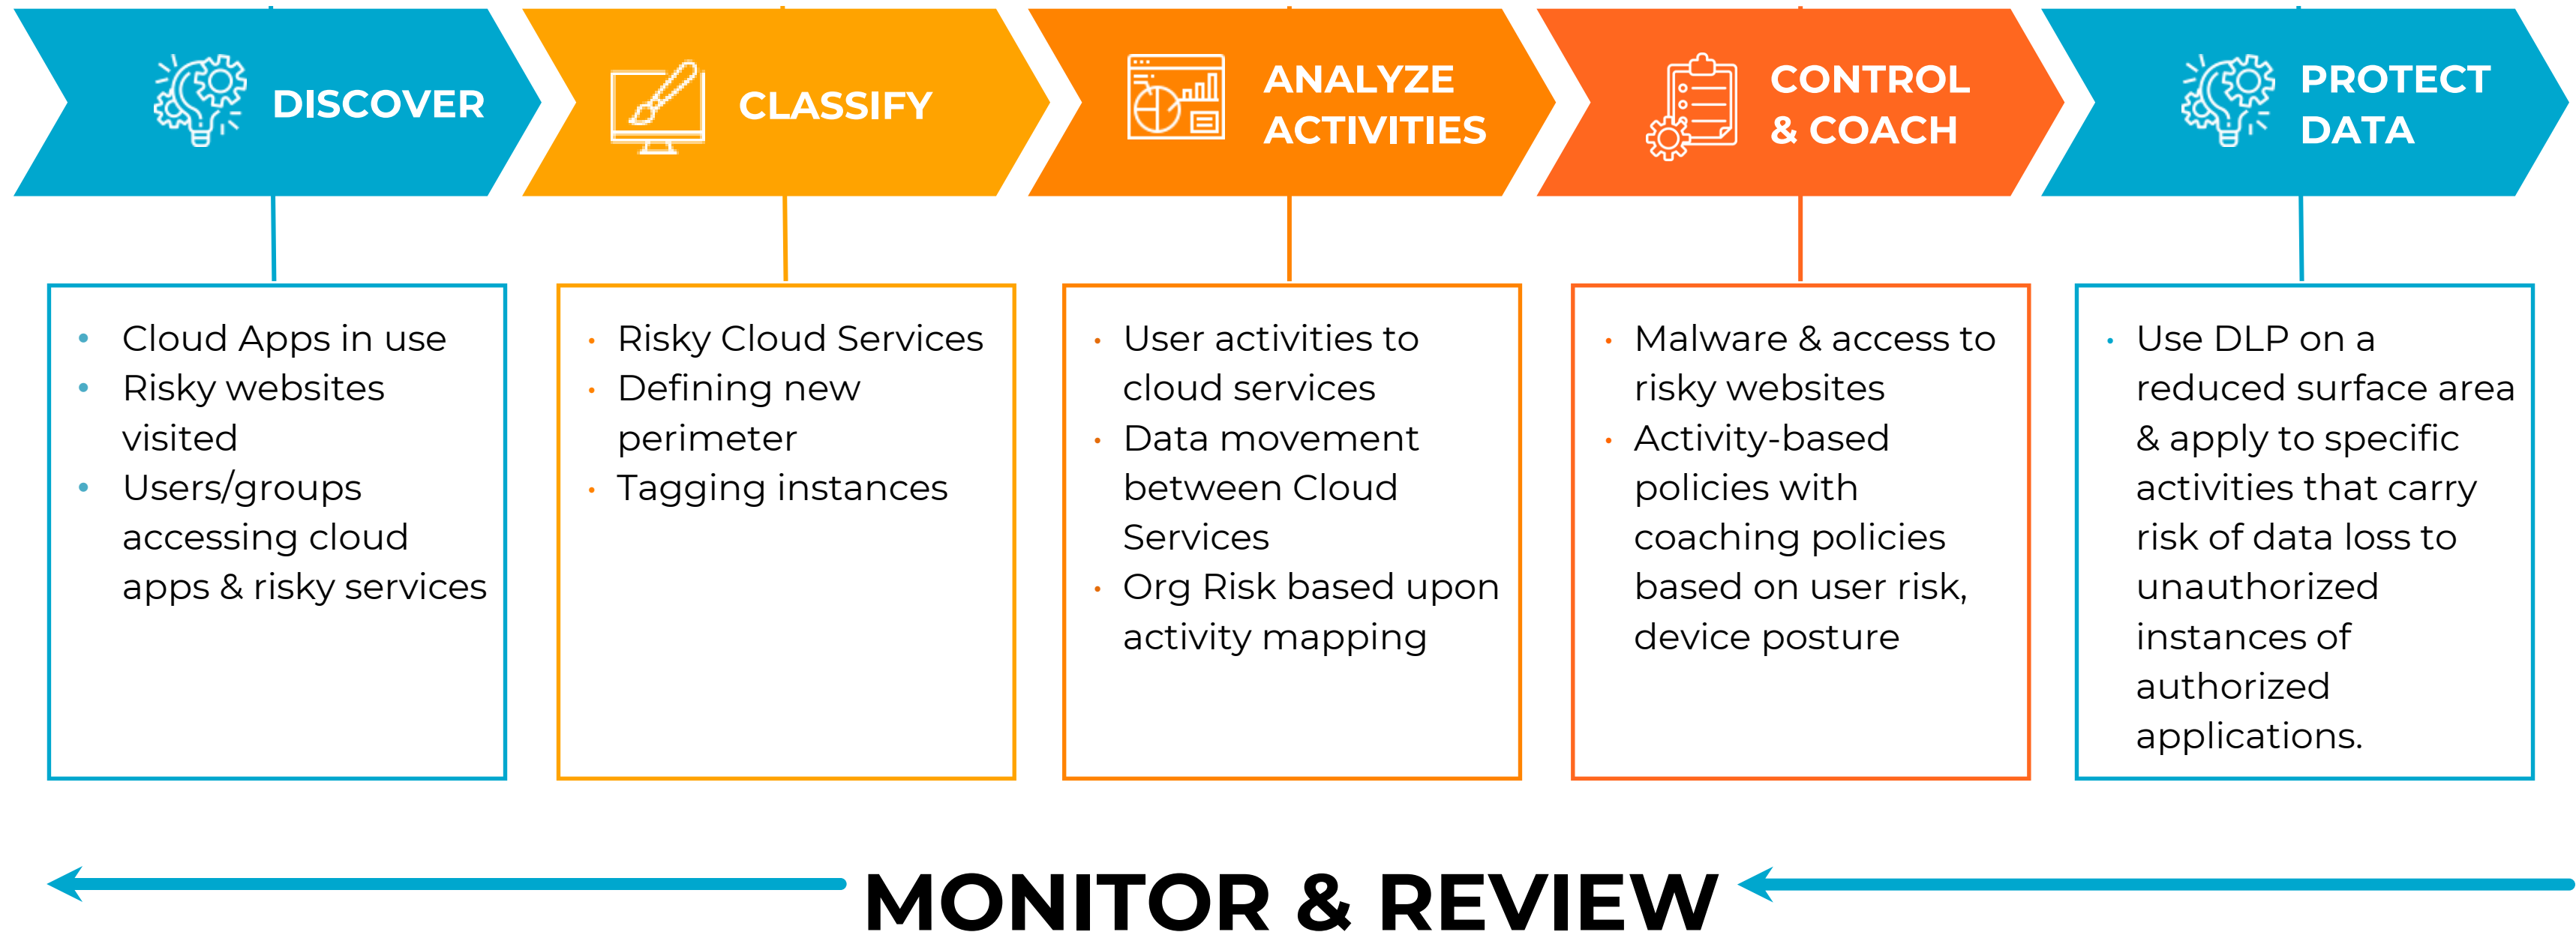 DISCOVER
CLASSIFY
ANALYZE
ACTIVITIES
CONTROL
& COACH
PROTECT
DATA
• Cloud Apps in use
• Risky websites
visited
• Users/groups
accessing cloud
apps & risky services
• Risky Cloud Services
• Defining new
perimeter
• Tagging instances
• User activities to
cloud services
• Data movement
between Cloud
Services
• Org Risk based upon
activity mapping
• Malware & access to
risky websites
• Activity-based
policies with
coaching policies
based on user risk,
device posture
• Use DLP on a
reduced surface area
& apply to specific
activities that carry
risk of data loss to
unauthorized
instances of
authorized
applications.
MONITOR & REVIEW